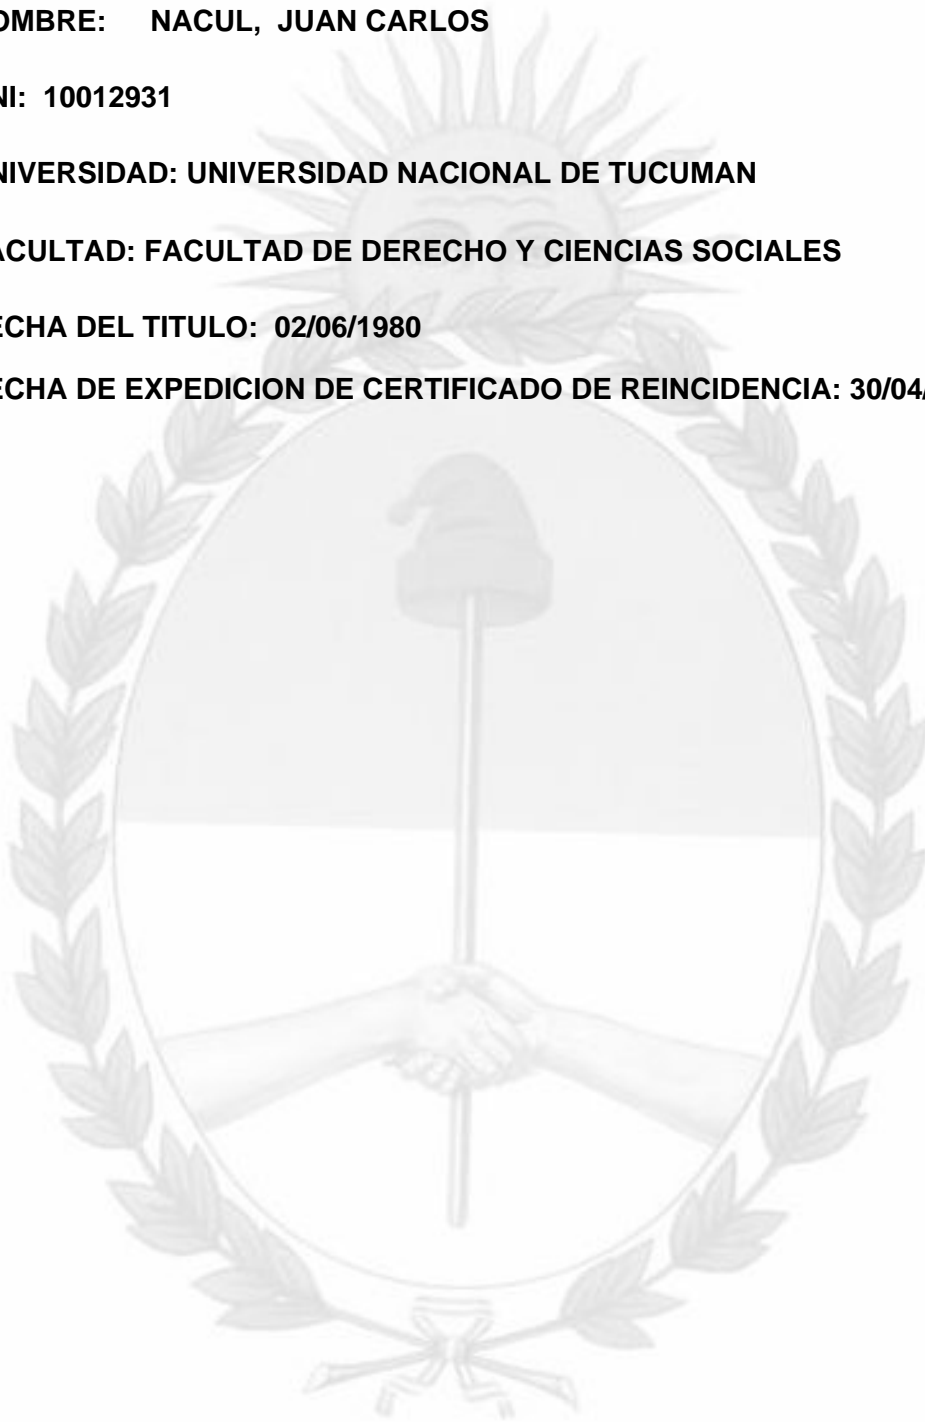 OMBRE: NACUL, JUAN CARLOS
NI: 10012931
NIVERSIDAD: UNIVERSIDAD NACIONAL DE TUCUMAN
ACULTAD: FACULTAD DE DERECHO Y CIENCIAS SOCIALES
ECHA DEL TITULO: 02/06/1980
ECHA DE EXPEDICION DE CERTIFICADO DE REINCIDENCIA: 30/04/